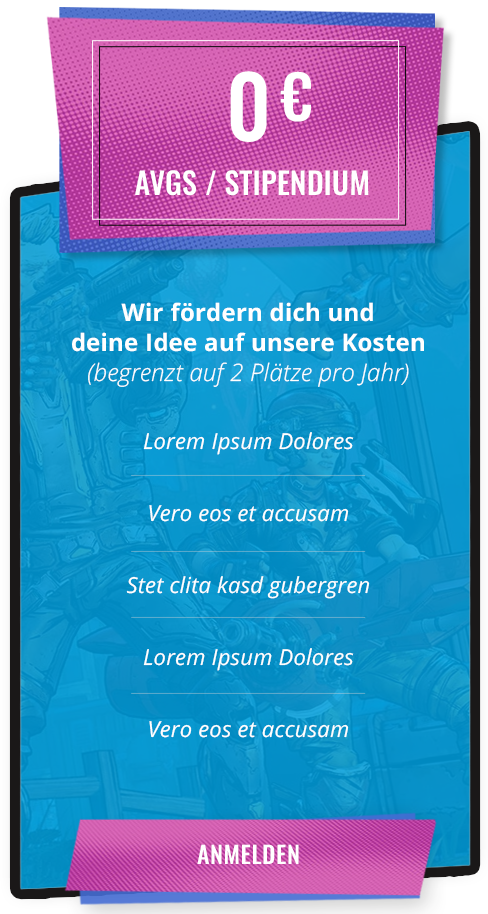 0 €
AVGS / STIPENDIUM
Wir fördern dich und
deine Idee auf unsere Kosten
(begrenzt auf 2 Plätze pro Jahr)
Lorem Ipsum Dolores
Vero eos et accusam
Stet clita kasd gubergren
Lorem Ipsum Dolores
Vero eos et accusam
ANMELDEN